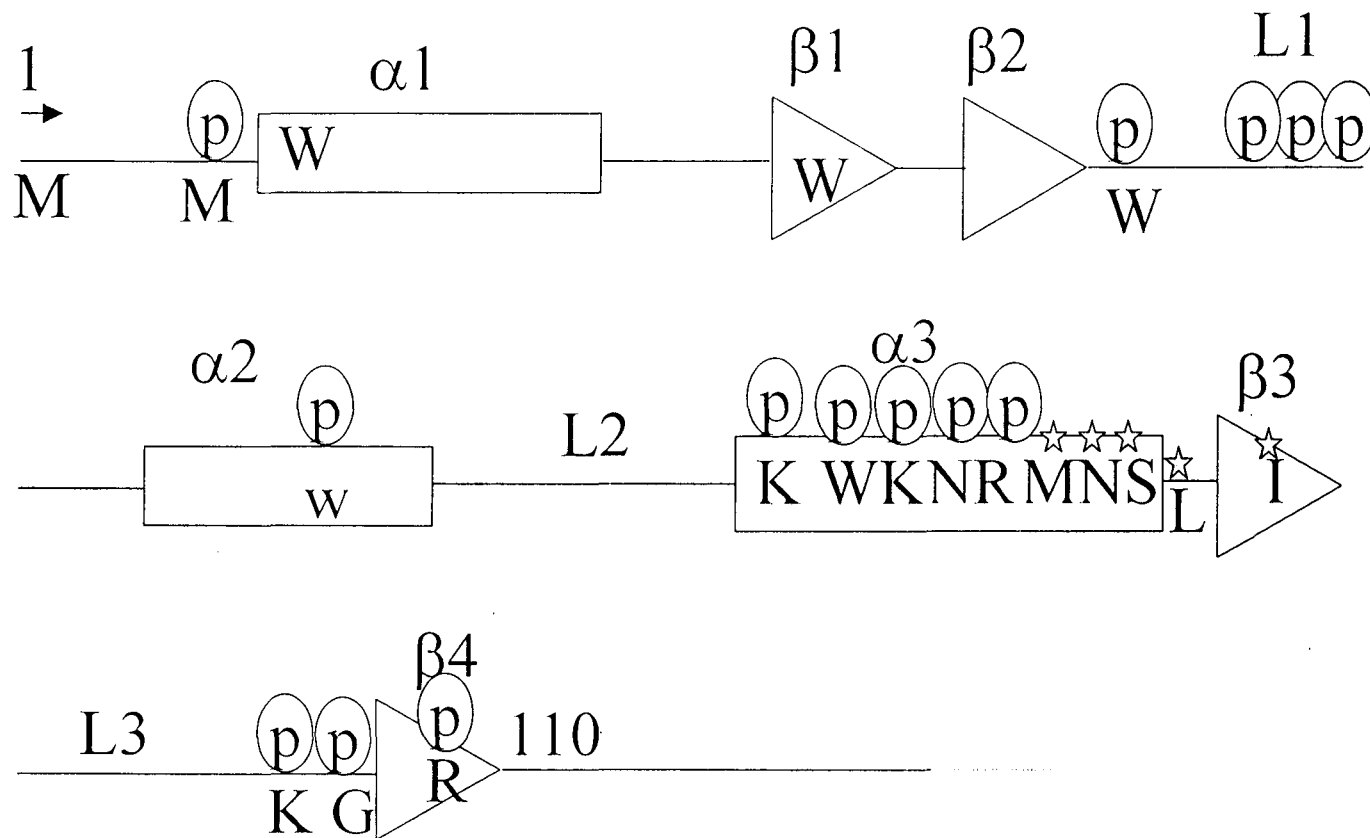 1 α1 β1 β2 L1
p p p p p
W W
M M W
α2 L2 α3 β3
p p p p p p
w K W K N R M N S L I
L3 β4 110
p p p
K G R